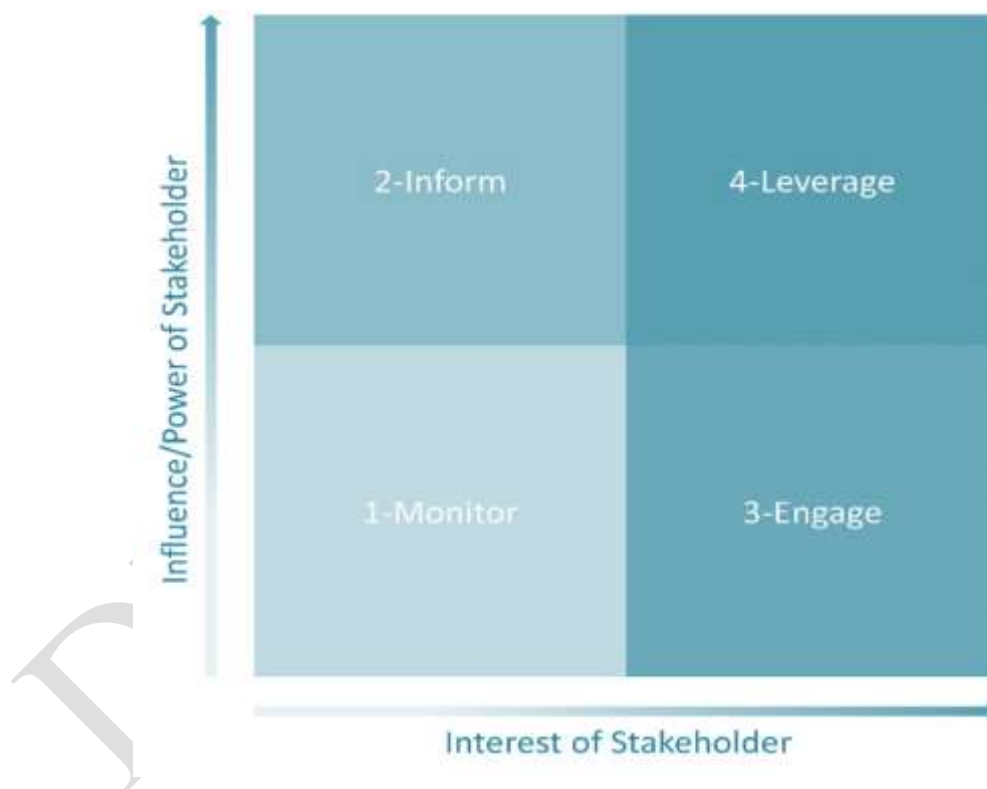 Influence/Power of Stakeholder
2-Inform
4-Leverage
1-Monitor
3-Engage
Interest of Stakeholder